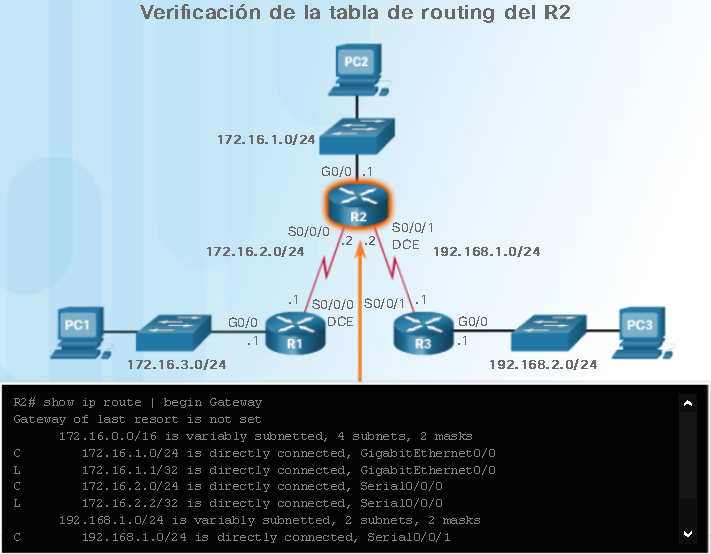 Verificación de la tabla de routing del R2
PC2
172.16.1.0/24
G0/0
.1
R2
S0/0/0
.2
.2
S0/0/1
DCE
172.16.2.0/24
192.168.1.0/24
.1
S0/0/0
DCE
S0/0/1
.1
PC1
G0/0
.1
R1
R3
G0/0
.1
PC3
172.16.3.0/24
192.168.2.0/24
R2# show ip route | begin Gateway
Gateway of last resort is not set
172.16.0.0/16 is variably subnetted, 4 subnets, 2 masks
C 172.16.1.0/24 is directly connected, GigabitEthernet0/0
L 172.16.1.1/32 is directly connected, GigabitEthernet0/0
C 172.16.2.0/24 is directly connected, Serial0/0/0
L 172.16.2.2/32 is directly connected, Serial0/0/0
192.168.1.0/24 is variably subnetted, 2 subnets, 2 masks
C 192.168.1.0/24 is directly connected, Serial0/0/1